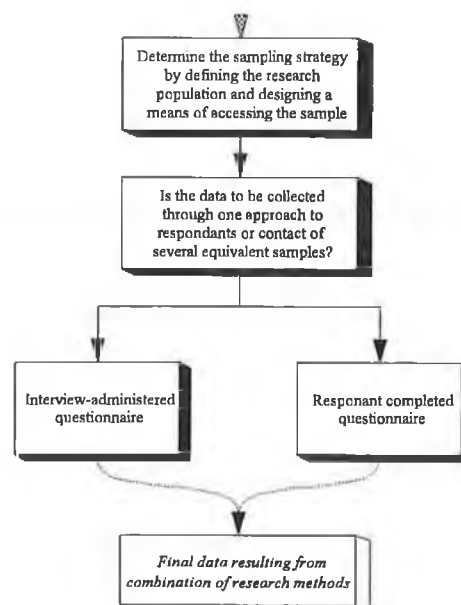 Determine the sampling strategy
by defining the research
population and designing a
means of accessing the sample
Is the data to be collected
through one approach to
respondants or contact of
several equivalent samples?
Interview-administered
questionnaire
Responant completed
questionnaire
Final data resulting from
combination of research methods